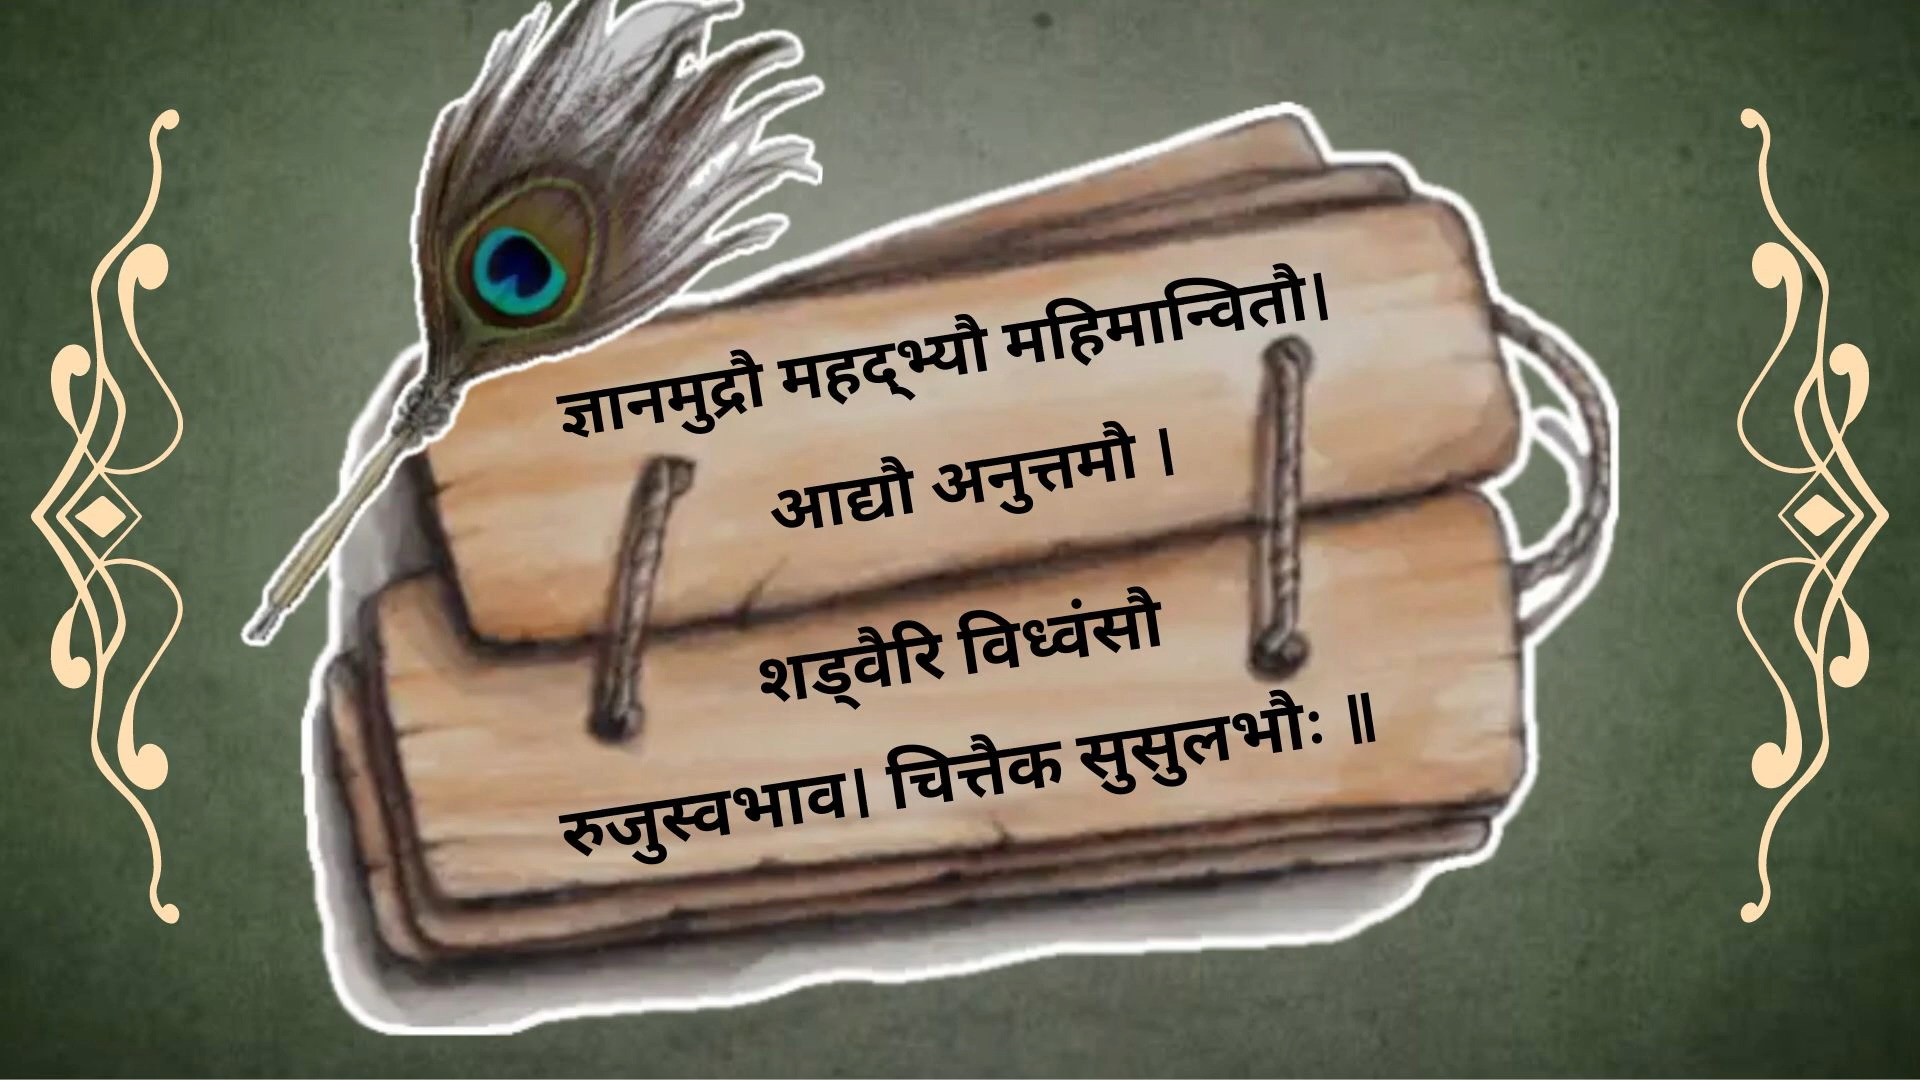 ज्ञानमुद्रौ महद्भ्यौ महिमान्वितौ।
आद्यौ अनुत्तमौ ।
शड्वैरि विध्वंसौ
रुजुस्वभाव। चित्तैक सुसुलभौः ॥